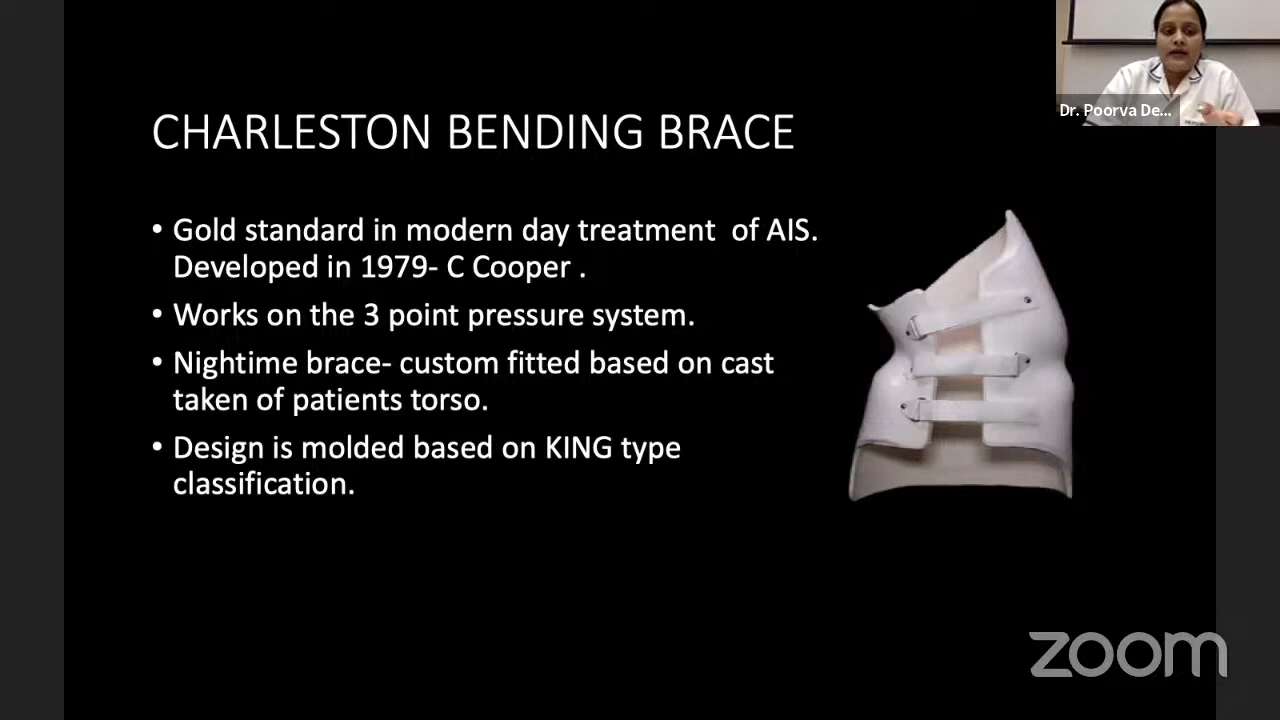 Dr. Poorva De...
CHARLESTON BENDING BRACE
• Gold standard in modern day treatment of AIS.
Developed in 1979- C Cooper .
• Works on the 3 point pressure system.
• Nightime brace- custom fitted based on cast
taken of patients torso.
• Design is molded based on KING type
classification.
zoom